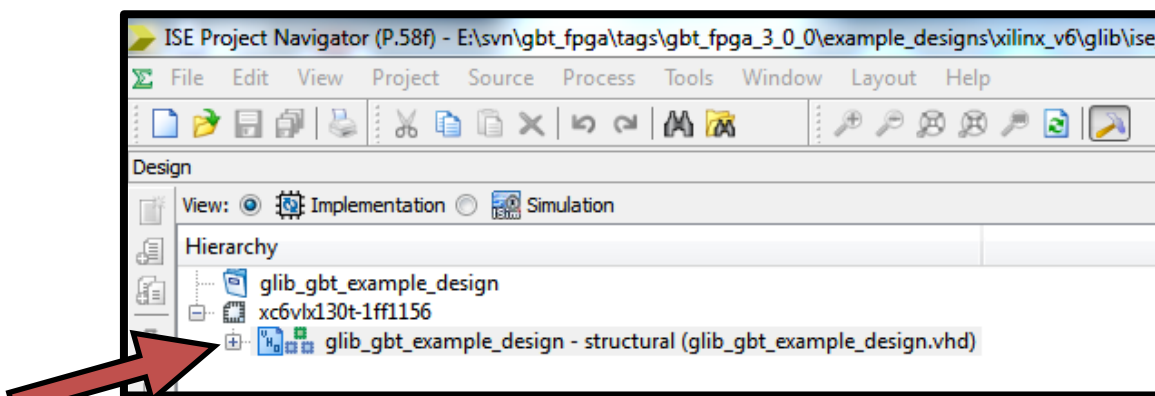 ISE Project Navigator (P.58f) - E:\svn\gbt_fpga\tags\gbt_fpga_3_0_0\example_designs\xilinx_v6\glib\ise
File Edit View Project Source Process Tools Window Layout Help
Design
View: Implementation Simulation
Hierarchy
glib_gbt_example_design
xc6vlx130t-1ff1156
glib_gbt_example_design - structural (glib_gbt_example_design.vhd)